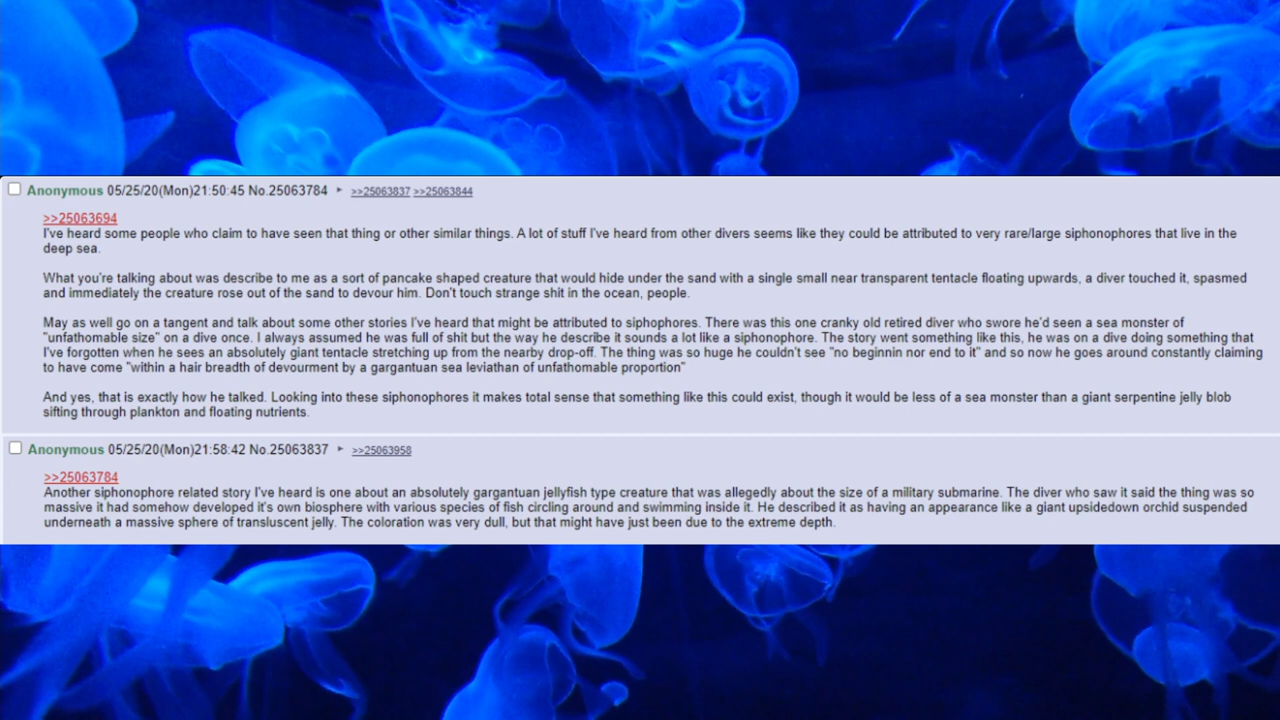 Anonymous 05/25/20(Mon)21:50:45 No.25063784 ► >>25063837 >>25063844
>>25063694
I've heard some people who claim to have seen that thing or other similar things. A lot of stuff I've heard from other divers seems like they could be attributed to very rare/large siphonophores that live in the
deep sea.
What you're talking about was describe to me as a sort of pancake shaped creature that would hide under the sand with a single small near transparent tentacle floating upwards, a diver touched it, spasmed
and immediately the creature rose out of the sand to devour him. Don't touch strange shit in the ocean, people.
May as well go on a tangent and talk about some other stories I've heard that might be attributed to siphophores. There was this one cranky old retired diver who swore he'd seen a sea monster of
"unfathomable size" on a dive once. I always assumed he was full of shit but the way he describe it sounds a lot like a siphonophore. The story went something like this, he was on a dive doing something that
I've forgotten when he sees an absolutely giant tentacle stretching up from the nearby drop-off. The thing was so huge he couldn't see "no beginnin nor end to it" and so now he goes around constantly claiming
to have come "within a hair breadth of devourment by a gargantuan sea leviathan of unfathomable proportion"
And yes, that is exactly how he talked. Looking into these siphonophores it makes total sense that something like this could exist, though it would be less of a sea monster than a giant serpentine jelly blob
sifting through plankton and floating nutrients.
Anonymous 05/25/20(Mon)21:58:42 No.25063837 ► >>25063958
>>25063784
Another siphonophore related story I've heard is one about an absolutely gargantuan jellyfish type creature that was allegedly about the size of a military submarine. The diver who saw it said the thing was so
massive it had somehow developed it's own biosphere with various species of fish circling around and swimming inside it. He described it as having an appearance like a giant upsidedown orchid suspended
underneath a massive sphere of transluscent jelly. The coloration was very dull, but that might have just been due to the extreme depth.